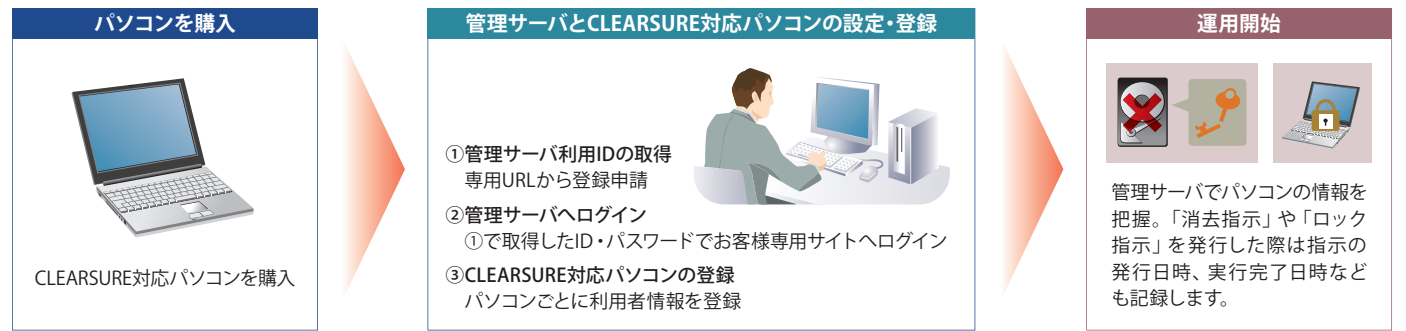 パソコンを購入
CLEARSURE対応パソコンを購入
管理サーバとCLEARSURE対応パソコンの設定・登録
①管理サーバ利用IDの取得
専用URLから登録申請
②管理サーバへログイン
①で取得したID・パスワードでお客様専用サイトへログイン
③CLEARSURE対応パソコンの登録
パソコンごとに利用者情報を登録
運用開始
管理サーバでパソコンの情報を
把握。「消去指示」や「ロック
指示」を発行した際は指示の
発行日時、実行完了日時など
も記録します。